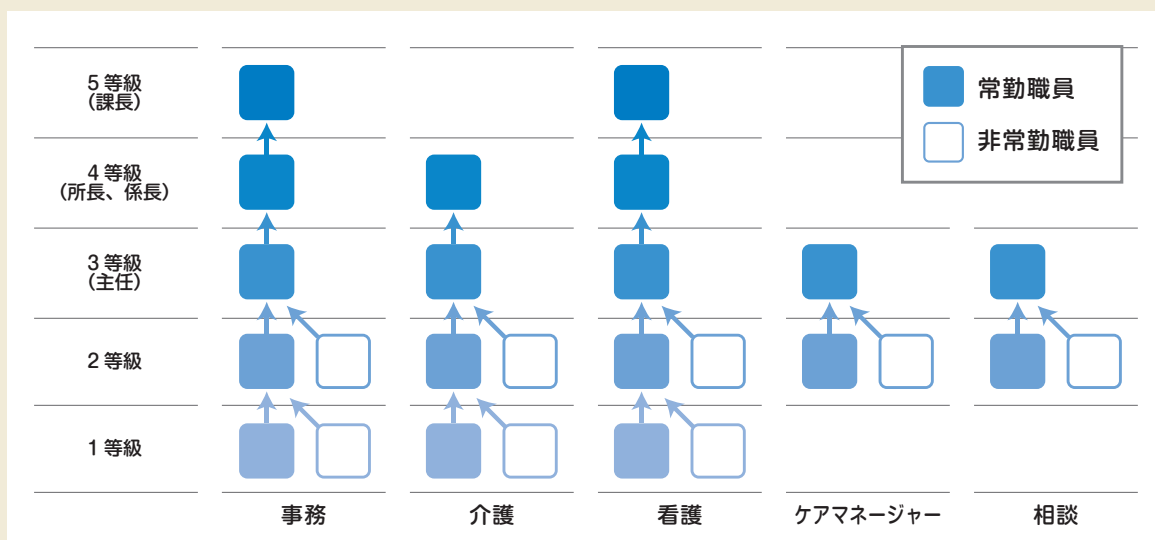 5等級
(課長)
4等級
(所長、係長)
3等級
(主任)
2等級
1等級
常勤職員
非常勤職員
事務
介護
看護
ケアマネージャー
相談